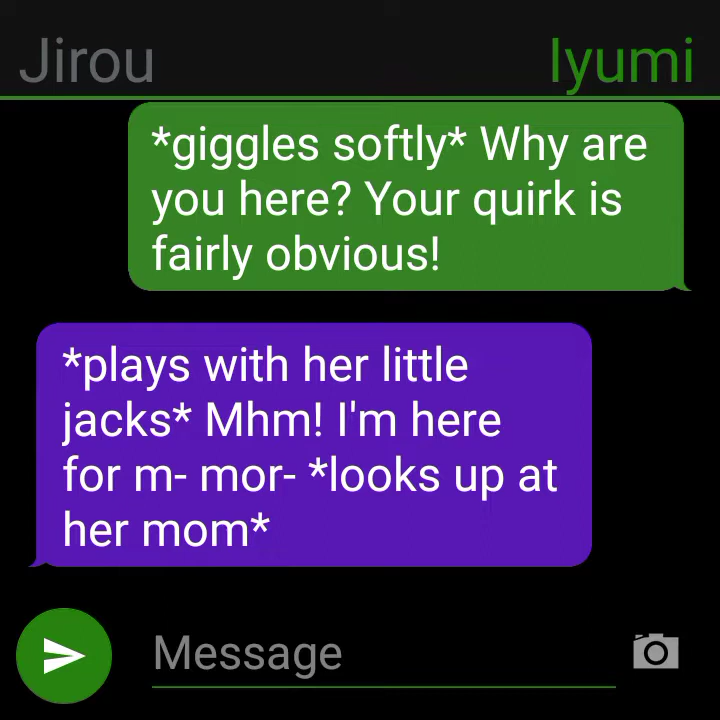 Jirou Iyumi
*giggles softly* Why are
you here? Your quirk is
fairly obvious!
*plays with her little
jacks* Mhm! I'm here
for m- mor- *looks up at
her mom*
Message